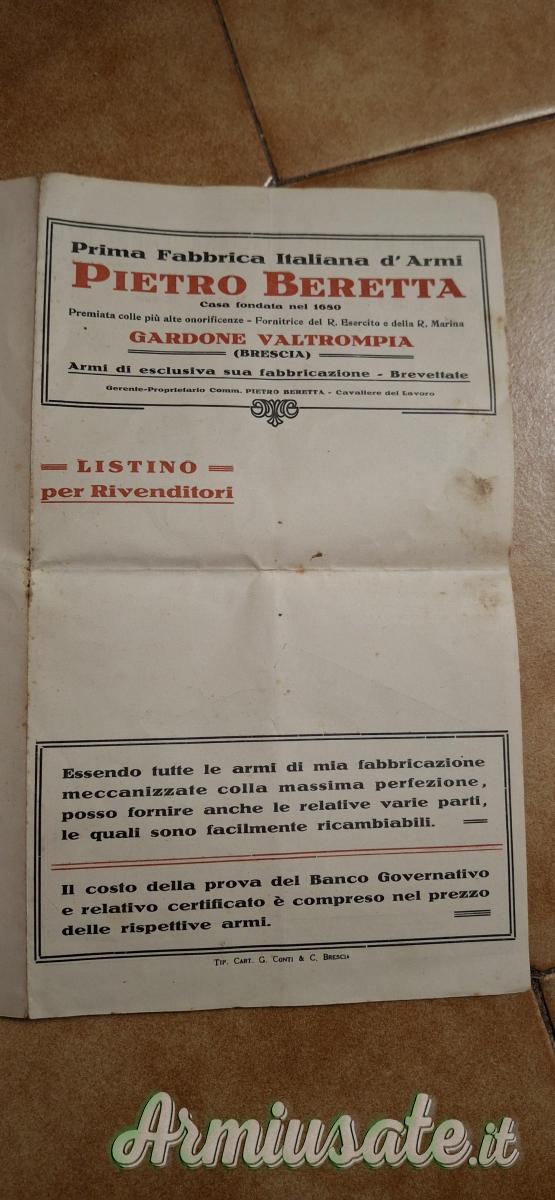 Prima Fabbrica Italiana d'Armi
PIETRO BERETTA
Casa fondata nel 1680
Premiata colle più alte onorificenze - Fornitrice del R. Esercito e della R. Marina
GARDONE VALTROMPIA
(BRESCIA)
Armi di esclusiva sua fabbricazione - Brevettate
Gerente-Proprietario Comm. PIETRO BERETTA - Cavaliere del Lavoro
LISTINO
per Rivenditori
Essendo tutte le armi di mia fabbricazione
meccanizzate colla massima perfezione,
posso fornire anche le relative varie parti,
le quali sono facilmente ricambiabili.
Il costo della prova del Banco Governativo
e relativo certificato è compreso nel prezzo
delle rispettive armi.
TIP. CART. G. CONTI & C. BRESCIA
Armiusate.it